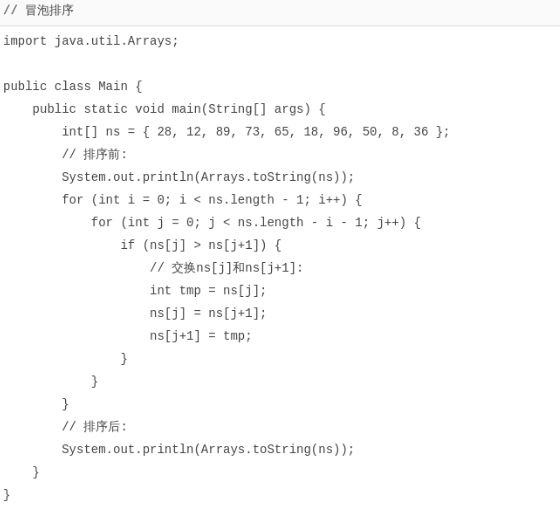 // 冒泡排序
import java.util.Arrays;
public class Main {
    public static void main(String[] args) {
        int[] ns = { 28, 12, 89, 73, 65, 18, 96, 50, 8, 36 };
        // 排序前:
        System.out.println(Arrays.toString(ns));
        for (int i = 0; i < ns.length - 1; i++) {
            for (int j = 0; j < ns.length - i - 1; j++) {
                if (ns[j] > ns[j+1]) {
                    // 交换ns[j]和ns[j+1]:
                    int tmp = ns[j];
                    ns[j] = ns[j+1];
                    ns[j+1] = tmp;
                }
            }
        }
        // 排序后:
        System.out.println(Arrays.toString(ns));
    }
}